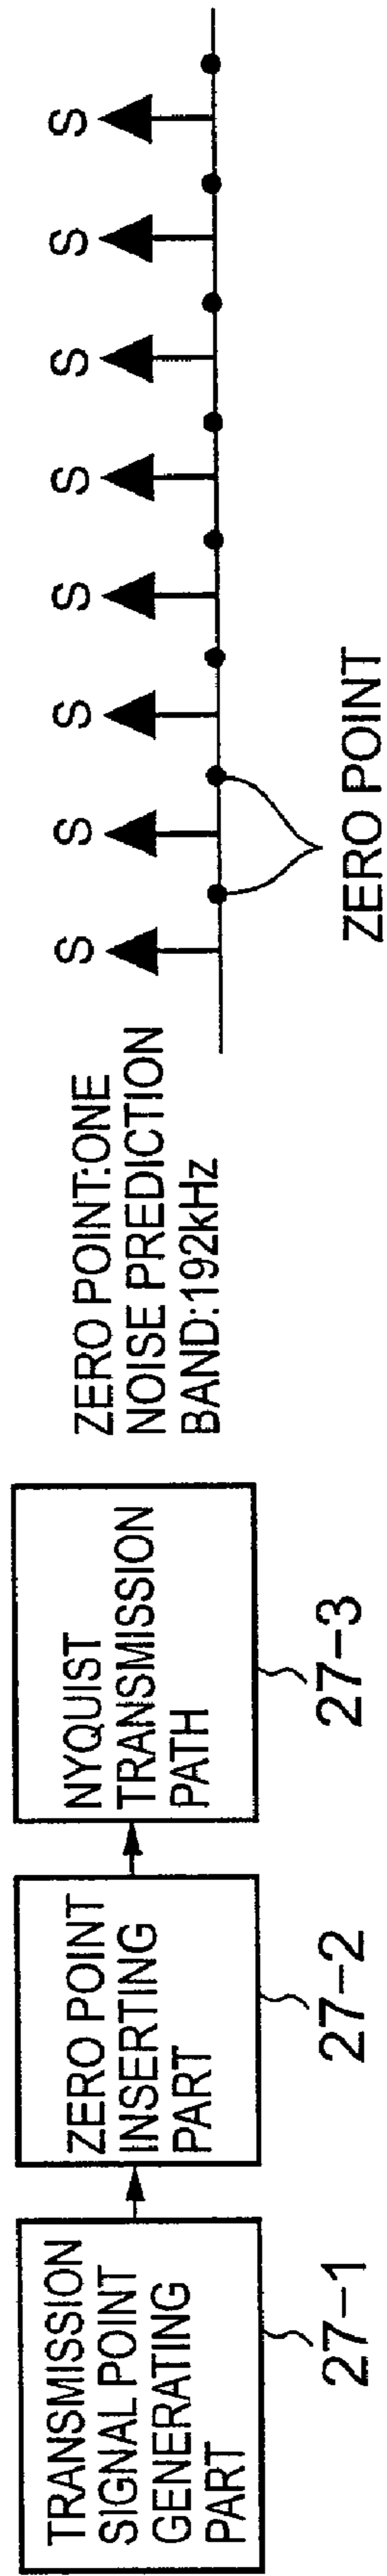 TRANSMISSION
SIGNAL POINT
GENERATING
PART
27-1
ZERO POINT
INSERTING
PART
27-2
NYQUIST
TRANSMISSION
PATH
27-3
ZERO POINT:ONE
NOISE PREDICTION
BAND:192kHz
S
S
S
S
S
S
S
S
ZERO POINT